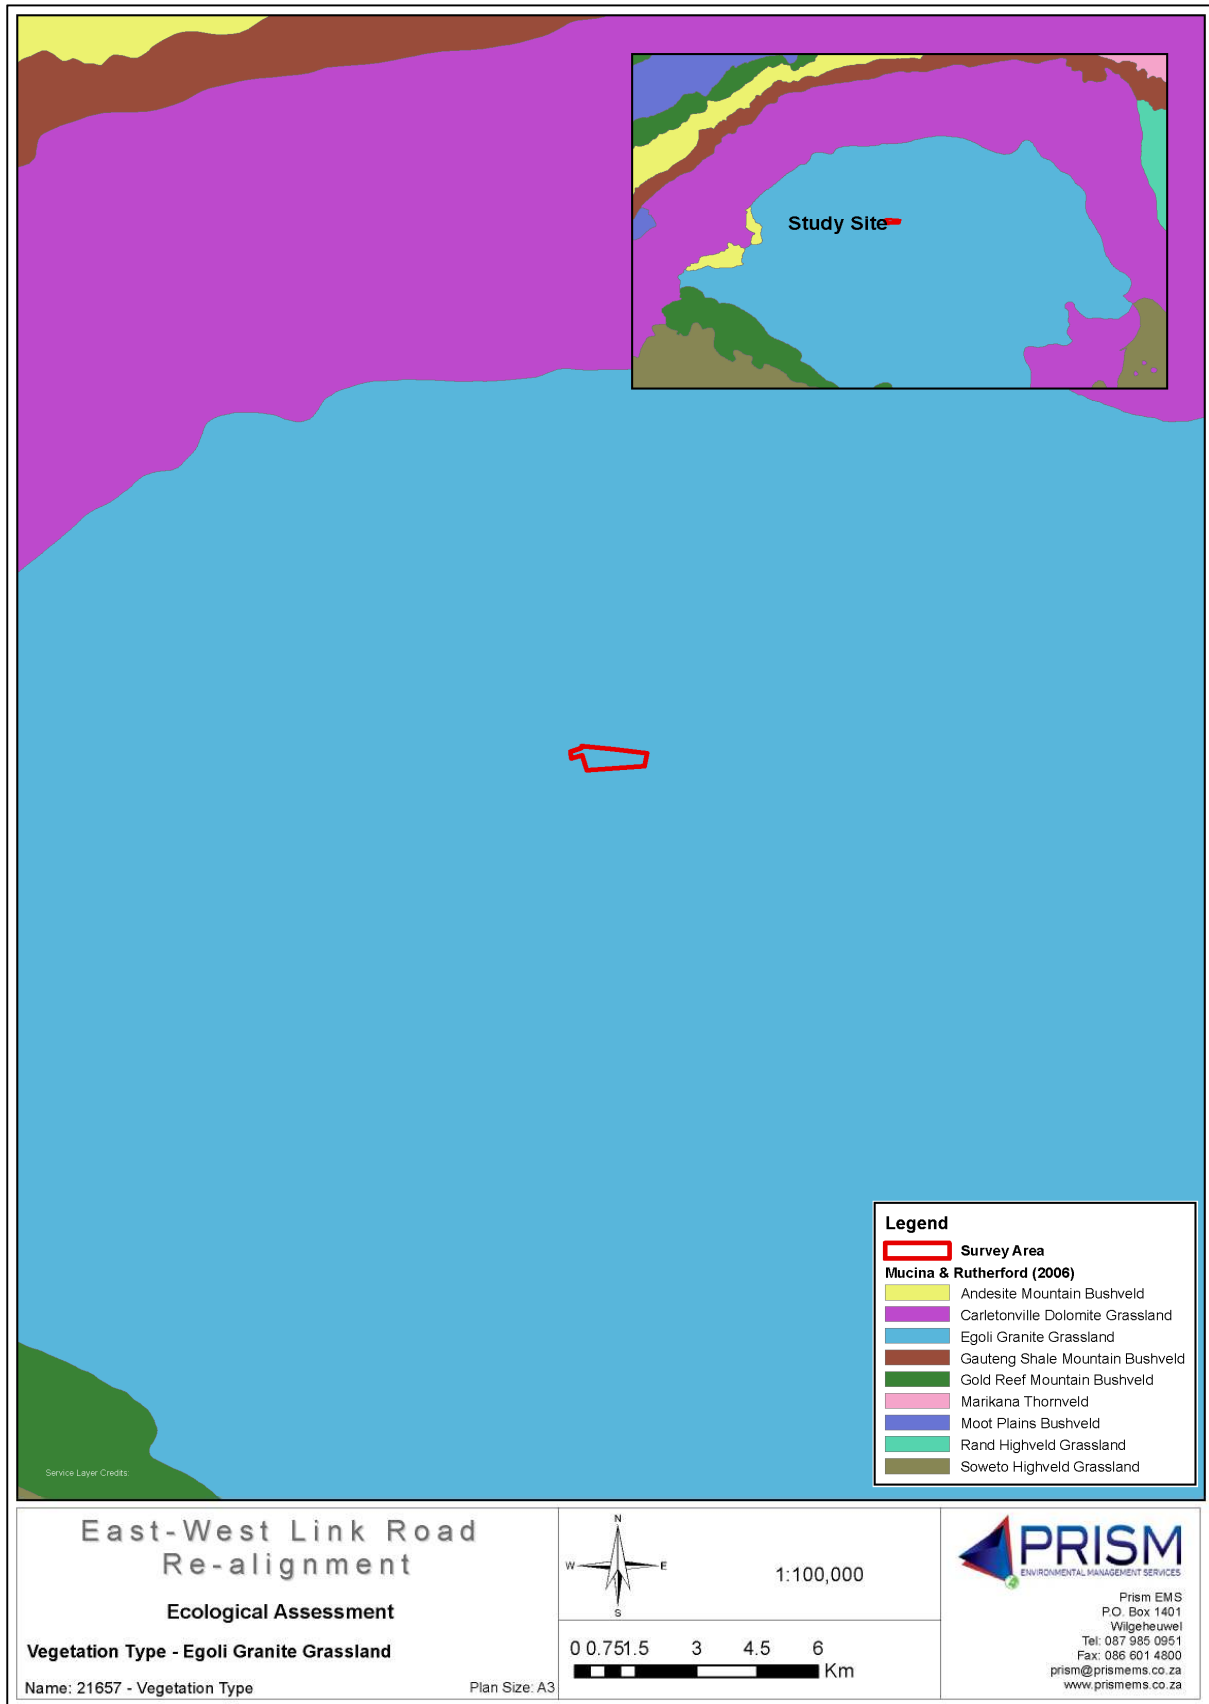 Study Site
Legend
Survey Area
Mucina & Rutherford (2006)
Andesite Mountain Bushveld
Carletonville Dolomite Grassland
Egoli Granite Grassland
Gauteng Shale Mountain Bushveld
Gold Reef Mountain Bushveld
Marikana Thornveld
Moot Plains Bushveld
Rand Highveld Grassland
Soweto Highveld Grassland
Service Layer Credits:
East-West Link Road
Re-alignment
Ecological Assessment
Vegetation Type - Egoli Granite Grassland
Name: 21657 - Vegetation Type
Plan Size: A3
N
W E
S
1:100,000
0 0.75 1.5 3 4.5 6
Km
PRISM
ENVIRONMENTAL MANAGEMENT SERVICES
Prism EMS
P.O. Box 1401
Wilgeheuwel
Tel: 087 985 0951
Fax: 086 601 4800
prism@prismems.co.za
www.prismems.co.za